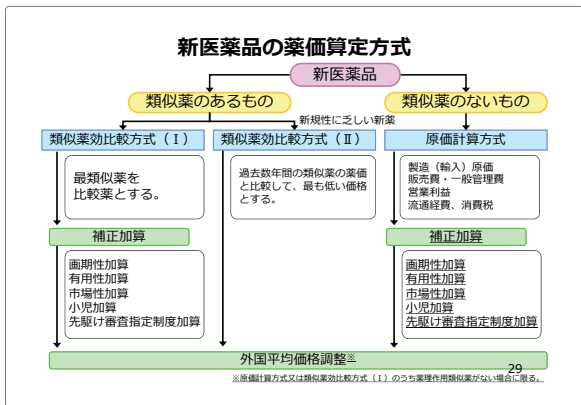 新医薬品の薬価算定方式
新医薬品
類似薬のあるもの
類似薬のないもの
新規性に乏しい新薬
類似薬効比較方式（Ⅰ）
類似薬効比較方式（Ⅱ）
原価計算方式
最類似薬を
比較薬とする。
過去数年間の類似薬の薬価
と比較して、最も低い価格
とする。
製造（輸入）原価
販売費・一般管理費
営業利益
流通経費、消費税
補正加算
補正加算
画期性加算
有用性加算
市場性加算
小児加算
先駆け審査指定制度加算
画期性加算
有用性加算
市場性加算
小児加算
先駆け審査指定制度加算
外国平均価格調整※
29
※原価計算方式又は類似薬効比較方式（Ⅰ）のうち薬理作用類似薬がない場合に限る。